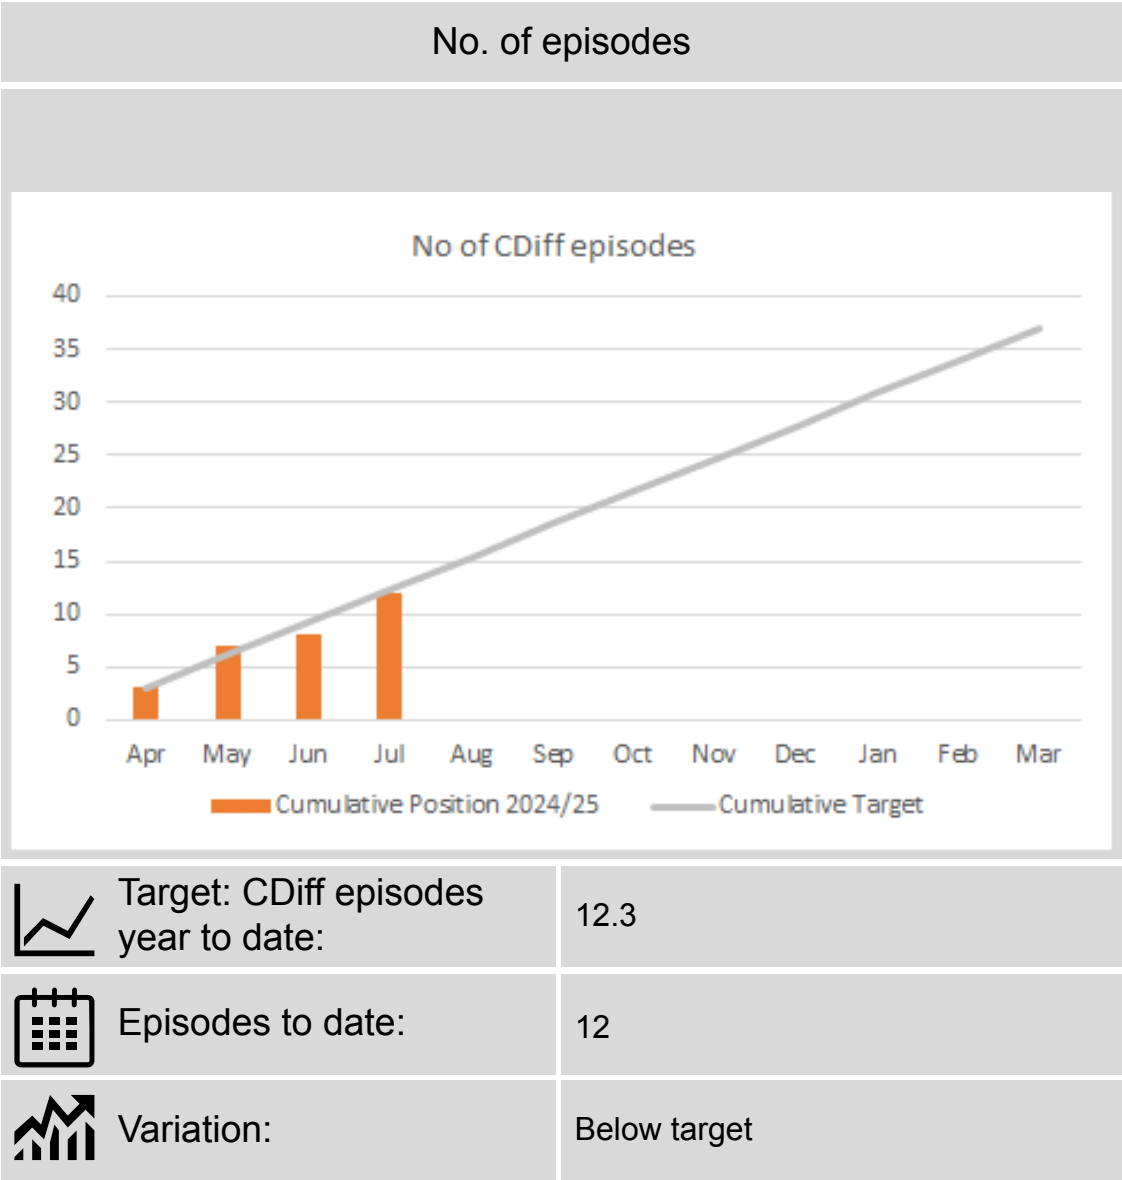 No. of episodes
No of CDiff episodes
40
35
30
25
20
15
10
5
0
Apr May Jun Jul Aug Sep Oct Nov Dec Jan Feb Mar
Cumulative Position 2024/25 Cumulative Target
Target: CDiff episodes
year to date:
12.3
Episodes to date:
12
Variation:
Below target